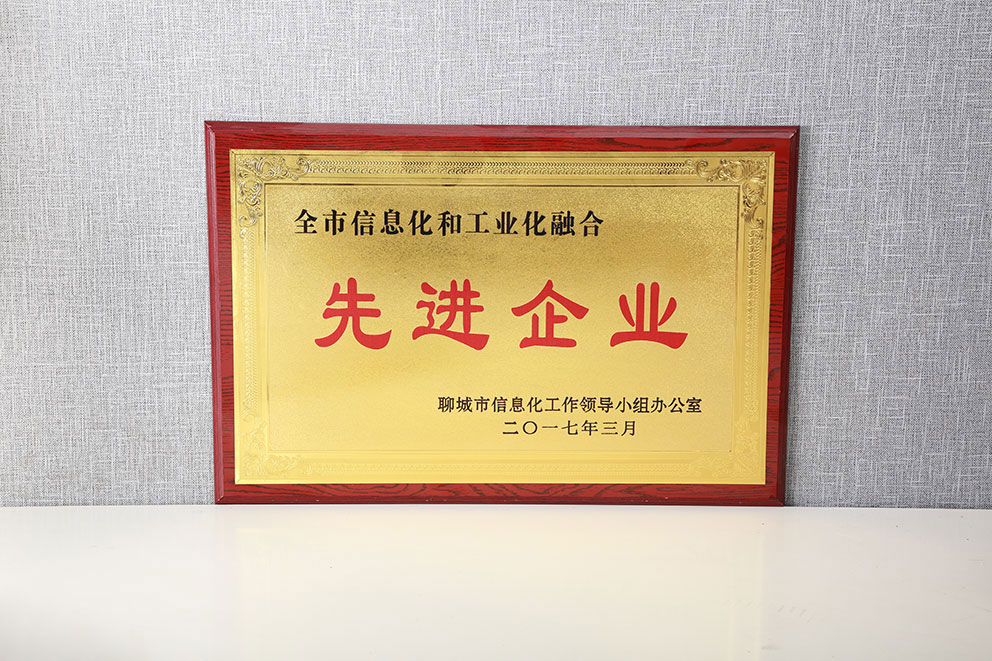 全市信息化和工业化融合
先进企业
聊城市信息化工作领导小组办公室
二〇一七年三月